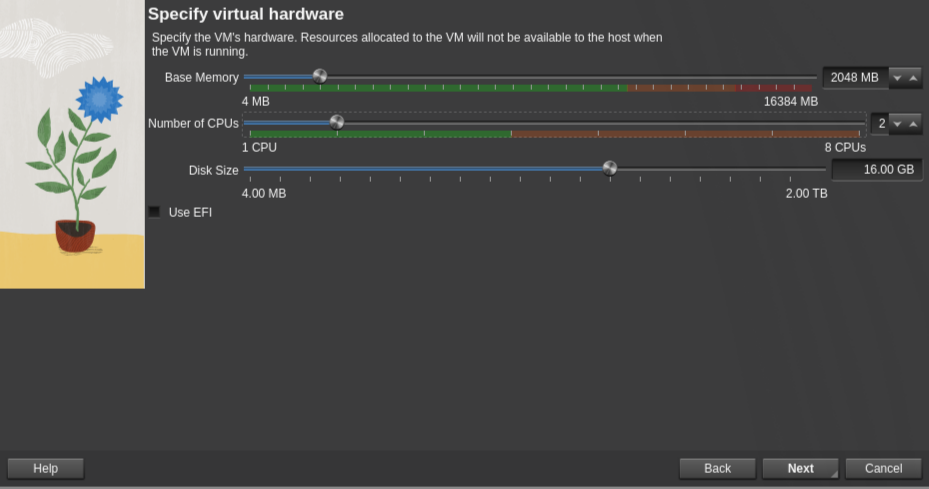 Specify virtual hardware
Specify the VM's hardware. Resources allocated to the VM will not be available to the host when
the VM is running.
Base Memory
2048 MB
4 MB
16384 MB
Number of CPUs
2
1 CPU
8 CPUs
Disk Size
16.00 GB
4.00 MB
2.00 TB
Use EFI
Help
Back
Next
Cancel